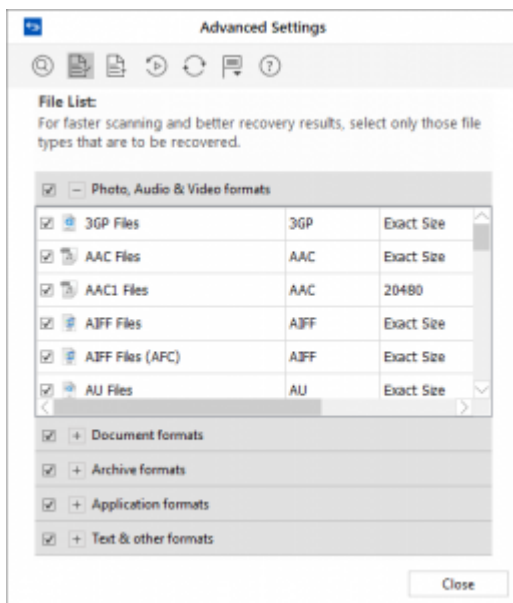 Advanced Settings
File List:
For faster scanning and better recovery results, select only those file
types that are to be recovered.
Photo, Audio & Video formats
3GP Files 3GP Exact Size
AAC Files AAC Exact Size
AAC1 Files AAC 20480
AIFF Files AIFF Exact Size
AIFF Files (AFC) AIFF Exact Size
AU Files AU Exact Size
Document formats
Archive formats
Application formats
Text & other formats
Close